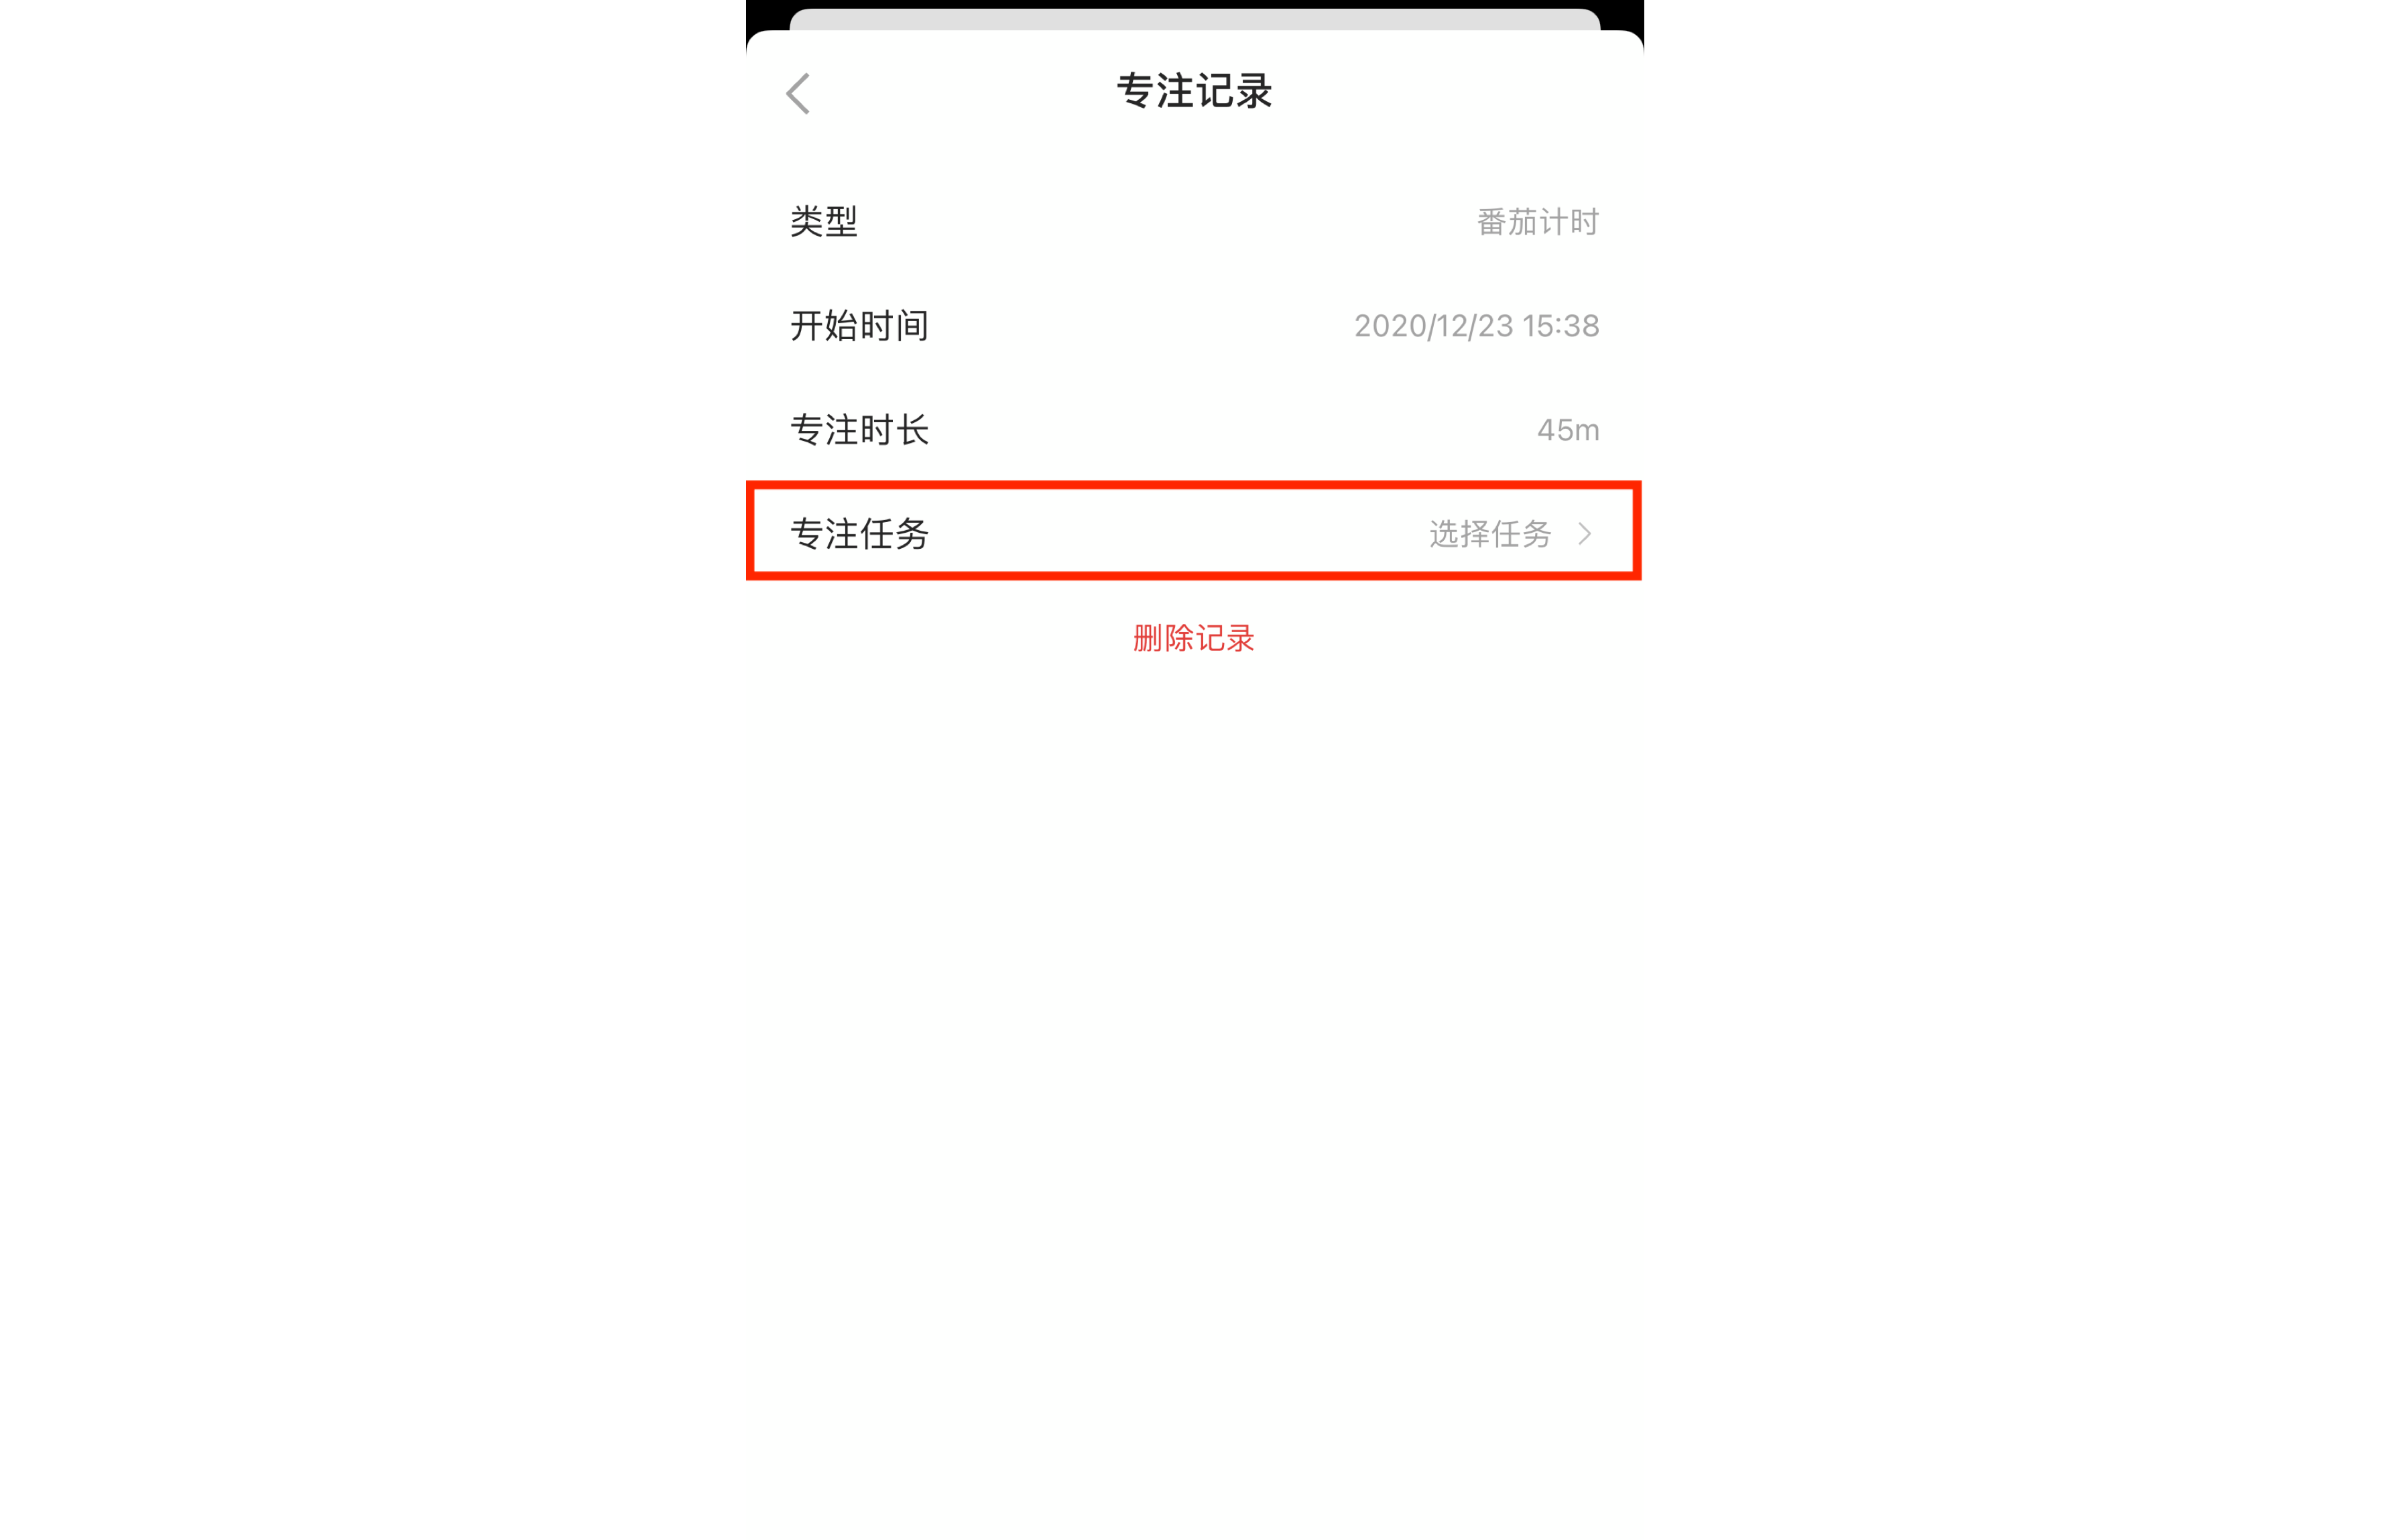 专注记录
类型 番茄计时
开始时间 2020/12/23 15:38
专注时长 45m
专注任务 选择任务
删除记录